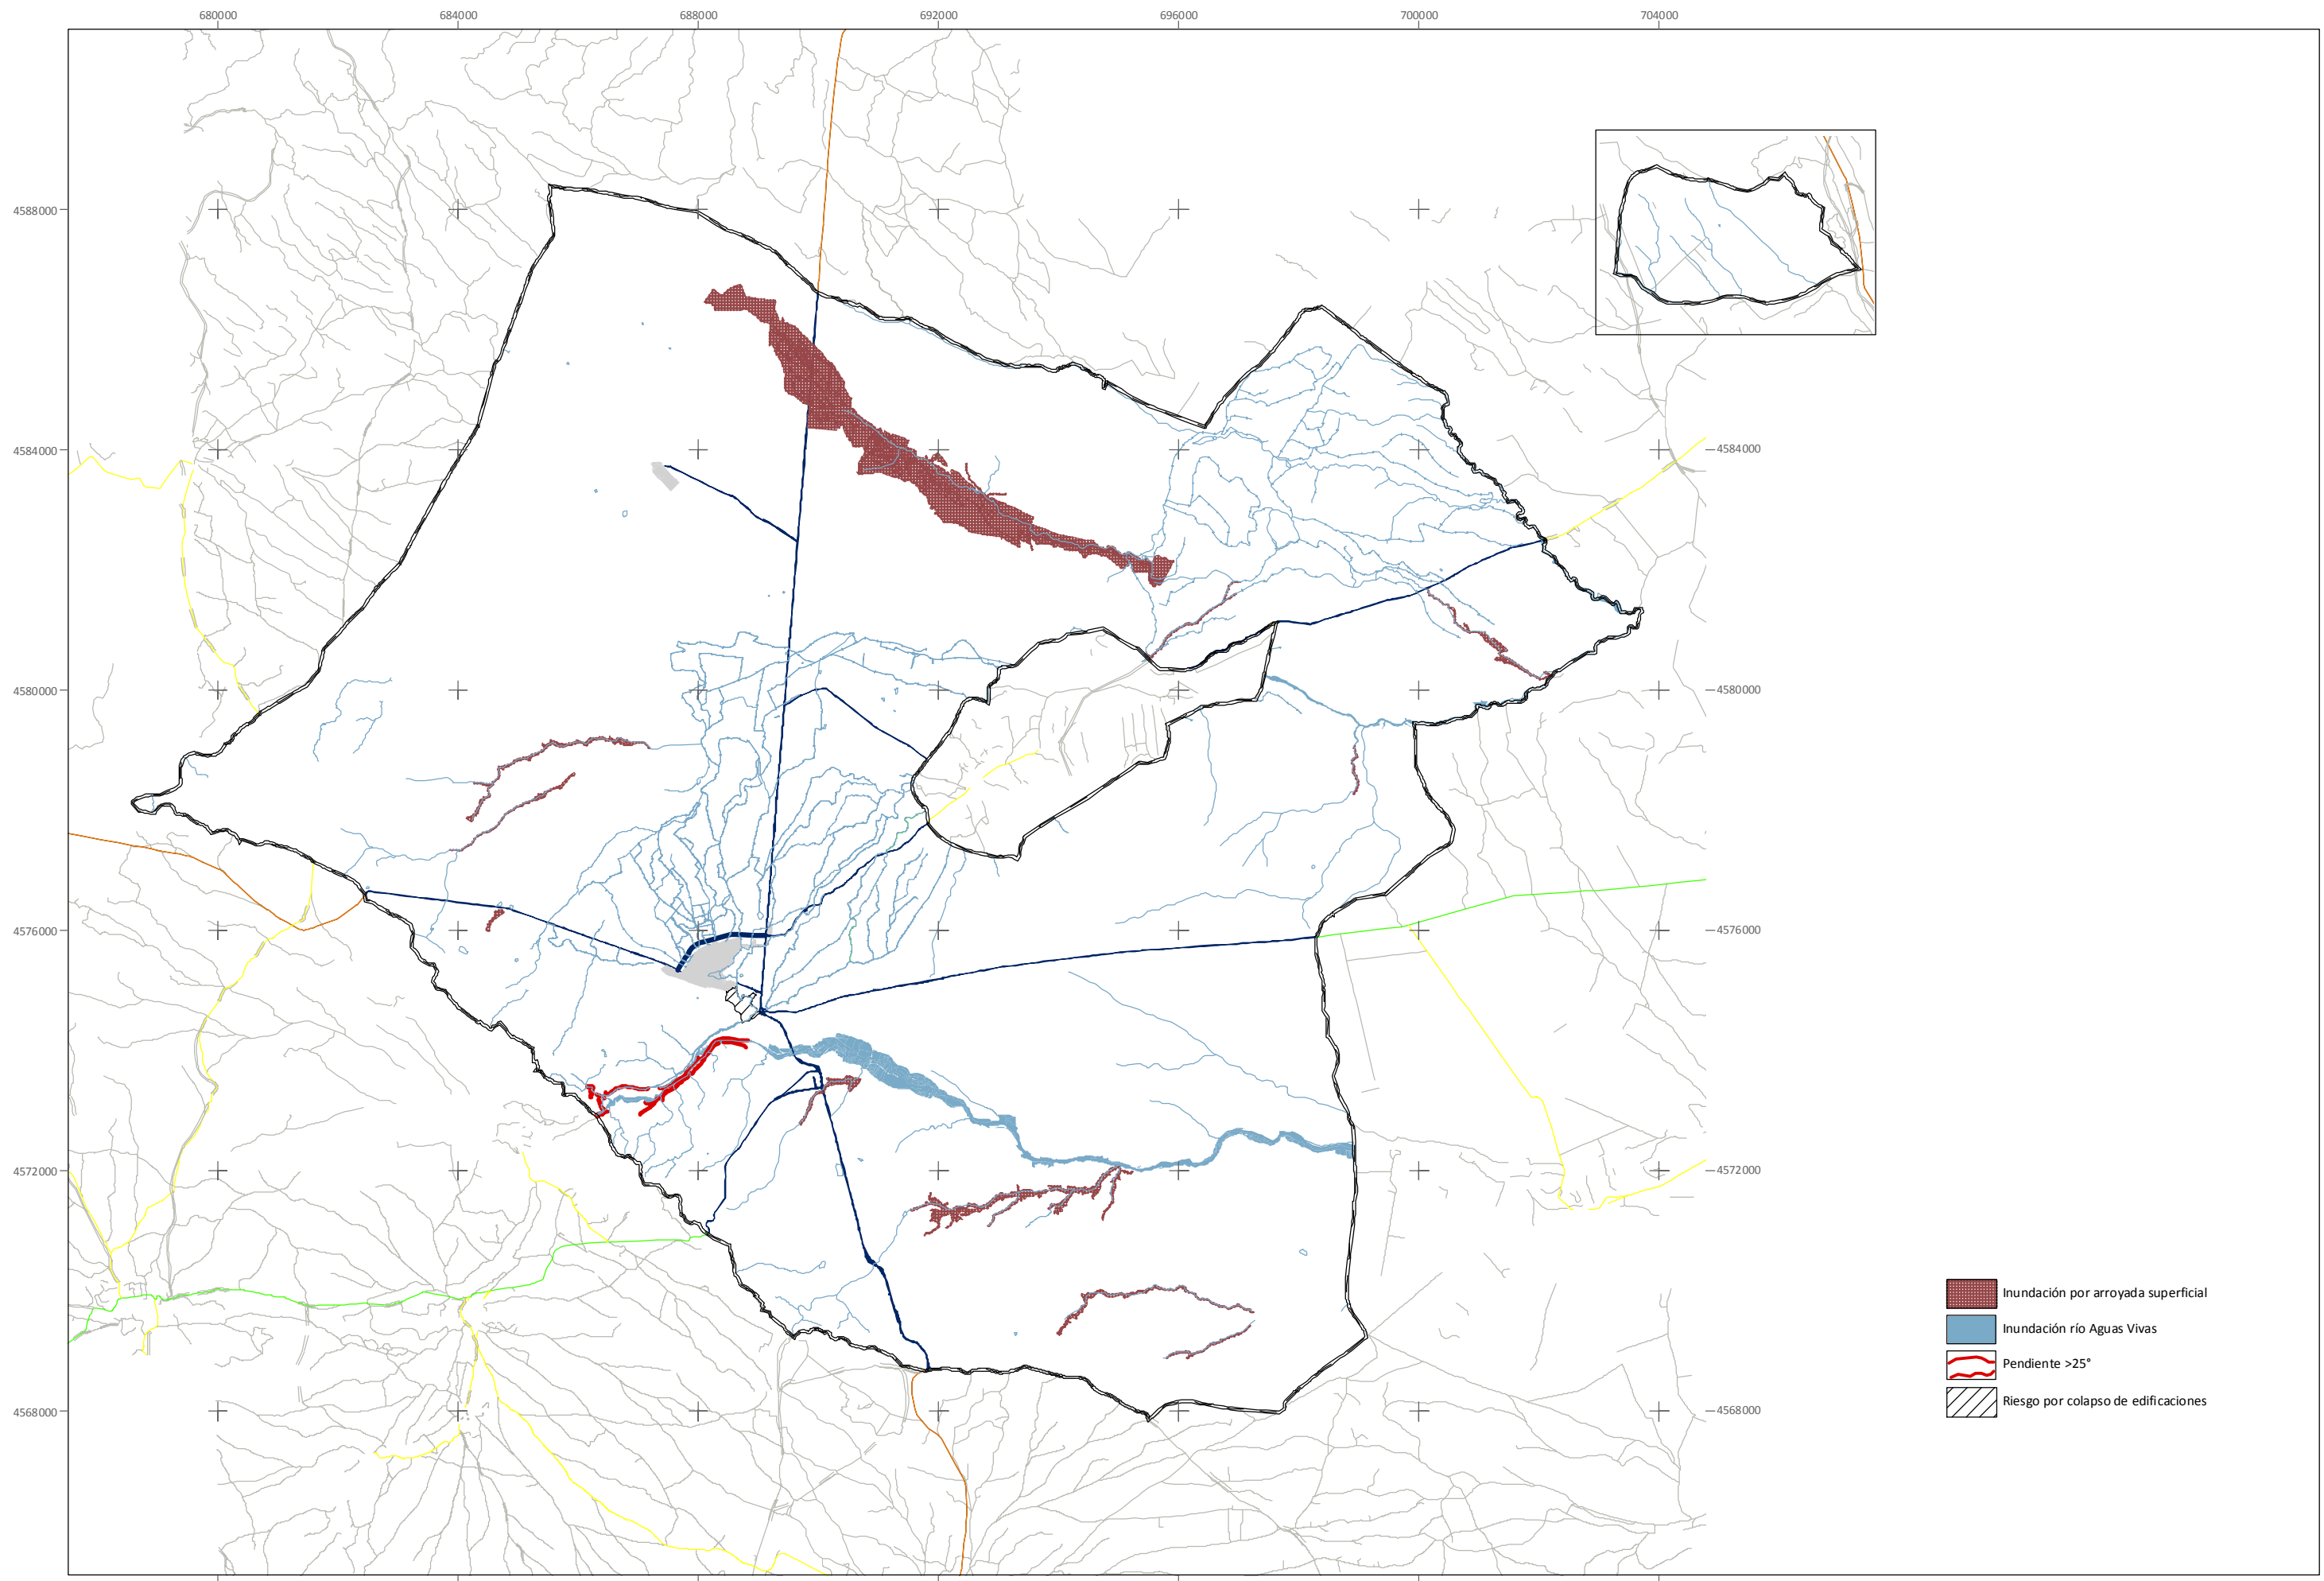 680000 684000 688000 692000 696000 700000 704000
4588000
4584000 4584000
4580000 4580000
4576000 4576000
4572000 4572000
Inundación por arroyada superficial
Inundación río Aguas Vivas
Pendiente >25°
Riesgo por colapso de edificaciones
4568000 4568000